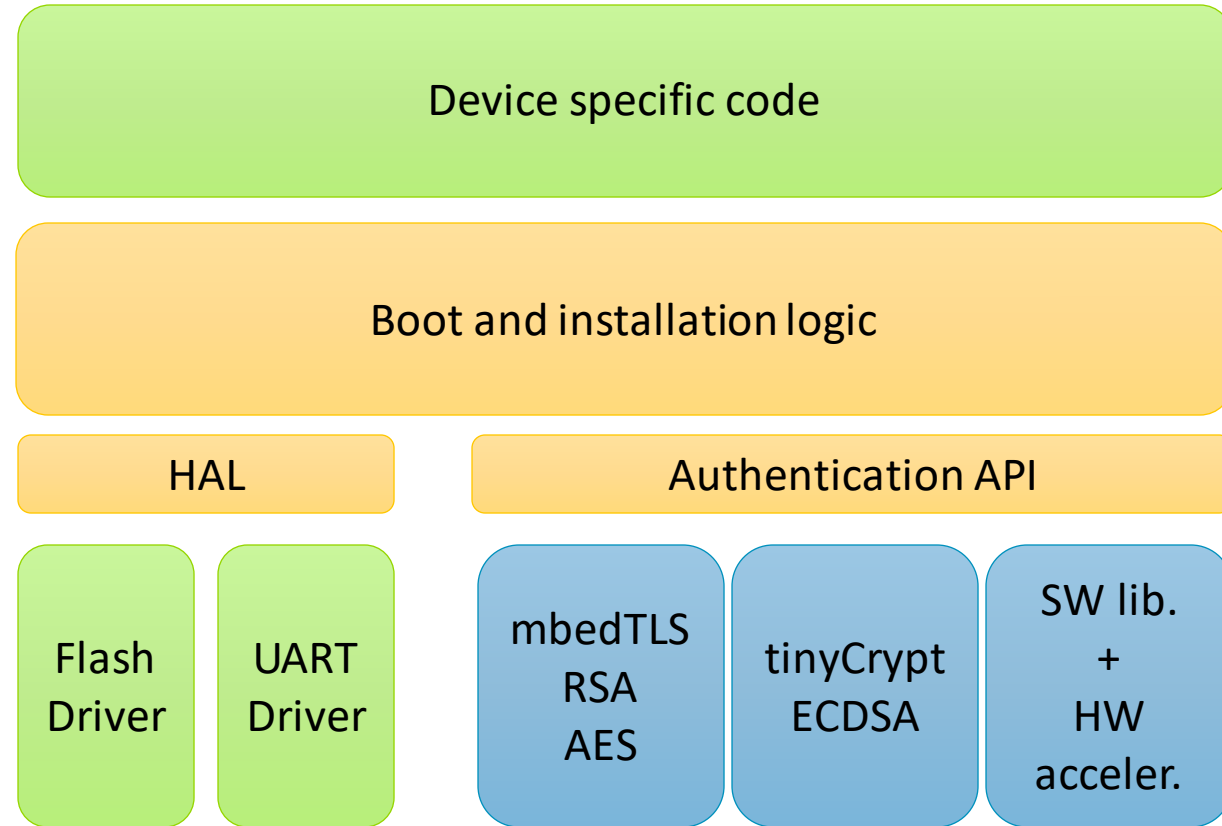 Device specific code
Boot and installation logic
HAL
Authentication API
Flash
Driver
UART
Driver
mbedTLS
RSA
AES
tinyCrypt
ECDSA
SW lib.
+
HW
acceler.